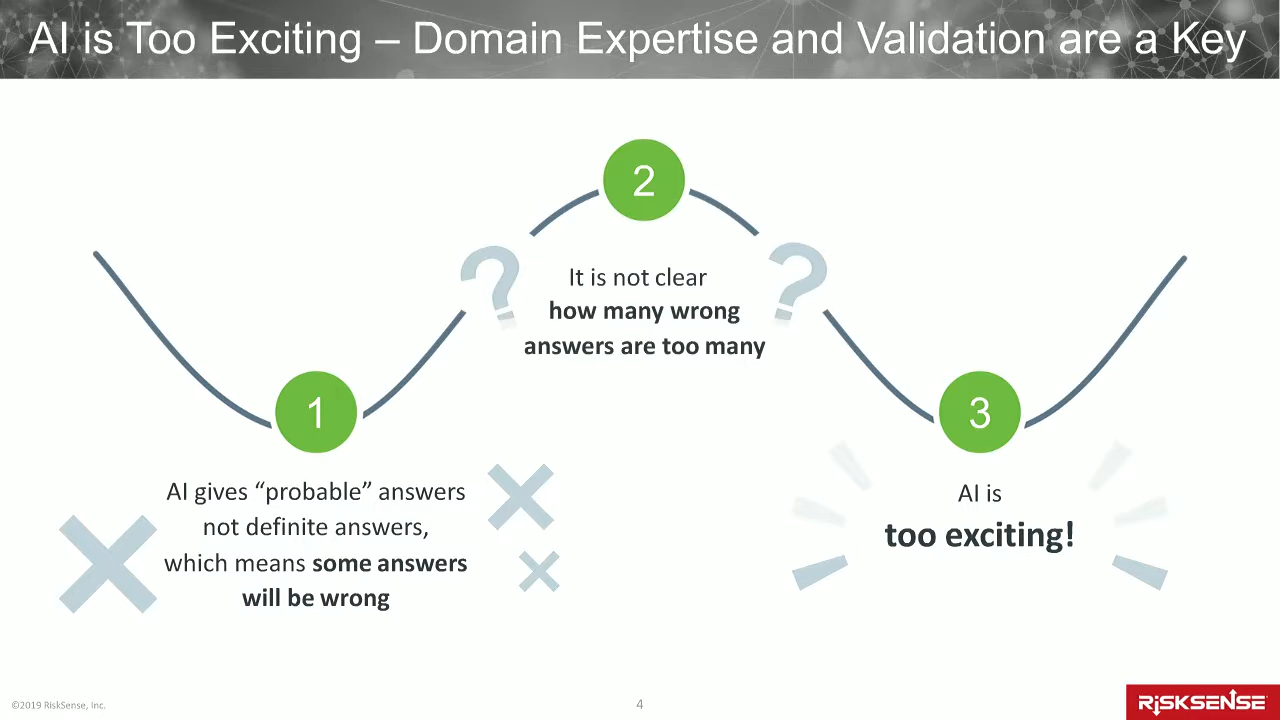 AI is Too Exciting – Domain Expertise and Validation are a Key
2
?
?
It is not clear
how many wrong
answers are too many
1
3
AI gives “probable” answers
not definite answers,
which means some answers
will be wrong
AI is
too exciting!
©2019 RiskSense, Inc.
4
RISKSENSE